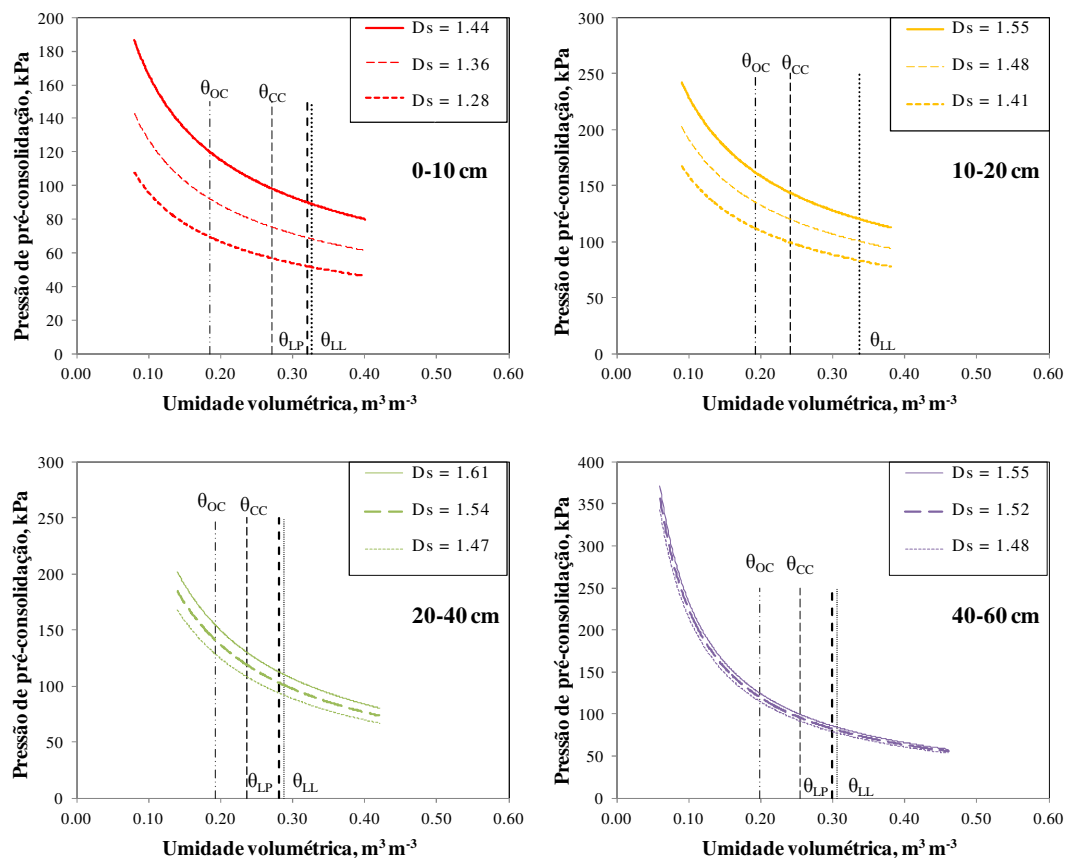 200
180
160
140
120
100
80
60
40
20
0
Pressão de pré-consolidação, kPa
Ds = 1.44
Ds = 1.36
Ds = 1.28
θOC
θCC
0-10 cm
θLP
θLL
0.00 0.10 0.20 0.30 0.40 0.50 0.60
Umidade volumétrica, m³ m⁻³
300
250
200
150
100
50
0
Pressão de pré-consolidação, kPa
Ds = 1.55
Ds = 1.48
Ds = 1.41
θOC
θCC
10-20 cm
θLL
0.00 0.10 0.20 0.30 0.40 0.50 0.60
Umidade volumétrica, m³ m⁻³
300
250
200
150
100
50
0
Pressão de pré-consolidação, kPa
Ds = 1.61
Ds = 1.54
Ds = 1.47
θOC
θCC
20-40 cm
θLP
θLL
0.00 0.10 0.20 0.30 0.40 0.50 0.60
Umidade volumétrica, m³ m⁻³
400
350
300
250
200
150
100
50
0
Pressão de pré-consolidação, kPa
Ds = 1.55
Ds = 1.52
Ds = 1.48
θOC
θCC
40-60 cm
θLP
θLL
0.00 0.10 0.20 0.30 0.40 0.50 0.60
Umidade volumétrica, m³ m⁻³